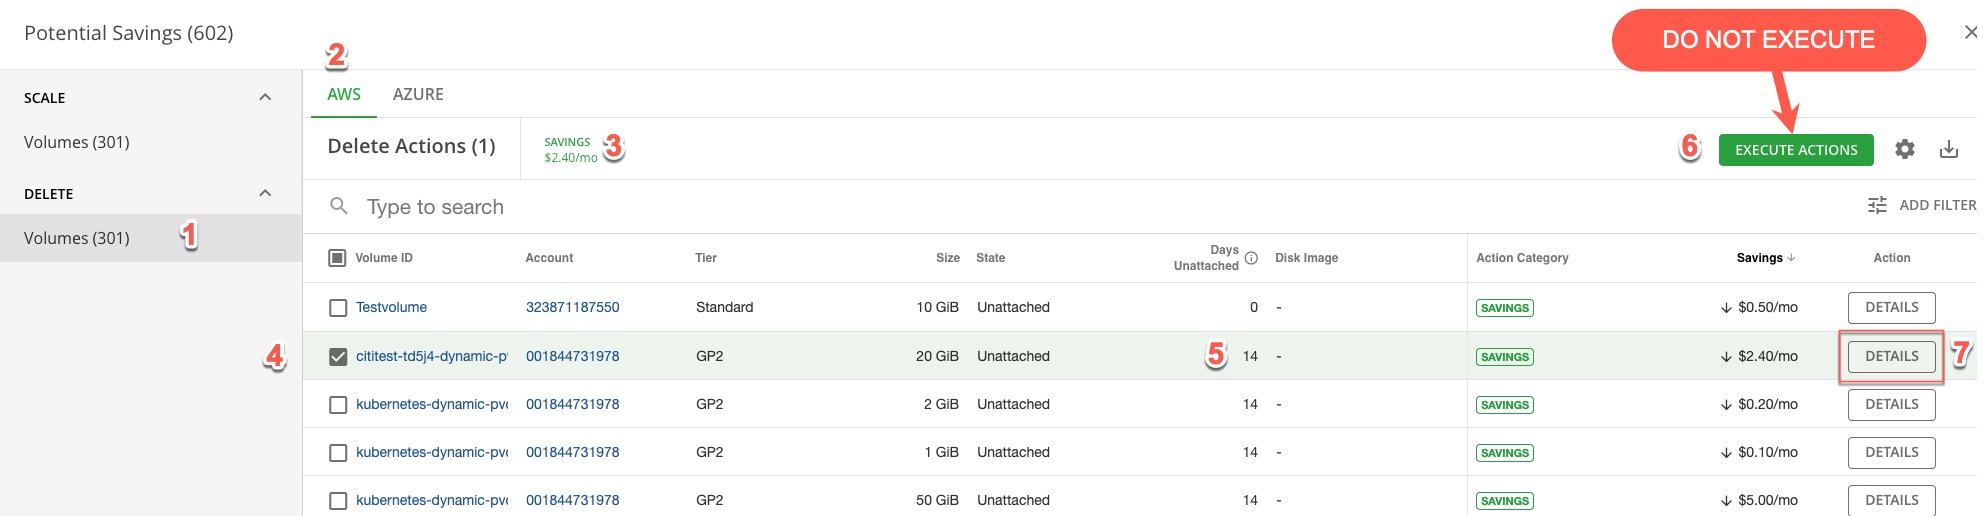 Potential Savings (602)
DO NOT EXECUTE
2
SCALE
AWS AZURE
Volumes (301)
Delete Actions (1)
SAVINGS
$2.40/mo
3
6
EXECUTE ACTIONS
DELETE
Type to search
ADD FILTER
Volumes (301)
1
Volume ID Account Tier Size State Days Unattached Disk Image Action Category Savings Action
Testvolume 323871187550 Standard 10 GiB Unattached 0 - SAVINGS $0.50/mo DETAILS
4 cititest-td5j4-dynamic-pv 001844731978 GP2 20 GiB Unattached 5 14 - SAVINGS $2.40/mo DETAILS 7
kubernetes-dynamic-pvc 001844731978 GP2 2 GiB Unattached 14 - SAVINGS $0.20/mo DETAILS
kubernetes-dynamic-pvc 001844731978 GP2 1 GiB Unattached 14 - SAVINGS $0.10/mo DETAILS
kubernetes-dynamic-pvc 001844731978 GP2 50 GiB Unattached 14 - SAVINGS $5.00/mo DETAILS